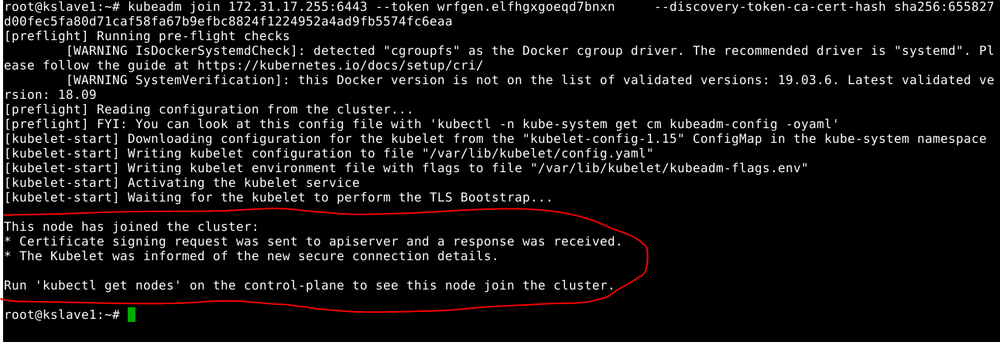 root@kslave1:~# kubeadm join 172.31.17.255:6443 --token wrfgen.elfhgxgoeqd7bnxn     --discovery-token-ca-cert-hash sha256:655827
d00fec5fa80d71caf58fa67b9efbc8824f1224952a4ad9fb5574fc6eaa
[preflight] Running pre-flight checks
        [WARNING IsDockerSystemdCheck]: detected "cgroupfs" as the Docker cgroup driver. The recommended driver is "systemd". Pl
ease follow the guide at https://kubernetes.io/docs/setup/cri/
        [WARNING SystemVerification]: this Docker version is not on the list of validated versions: 19.03.6. Latest validated ve
rsion: 18.09
[preflight] Reading configuration from the cluster...
[preflight] FYI: You can look at this config file with 'kubectl -n kube-system get cm kubeadm-config -oyaml'
[kubelet-start] Downloading configuration for the kubelet from the "kubelet-config-1.15" ConfigMap in the kube-system namespace
[kubelet-start] Writing kubelet configuration to file "/var/lib/kubelet/config.yaml"
[kubelet-start] Writing kubelet environment file with flags to file "/var/lib/kubelet/kubeadm-flags.env"
[kubelet-start] Activating the kubelet service
[kubelet-start] Waiting for the kubelet to perform the TLS Bootstrap...

This node has joined the cluster:
* Certificate signing request was sent to apiserver and a response was received.
* The Kubelet was informed of the new secure connection details.

Run 'kubectl get nodes' on the control-plane to see this node join the cluster.

root@kslave1:~#